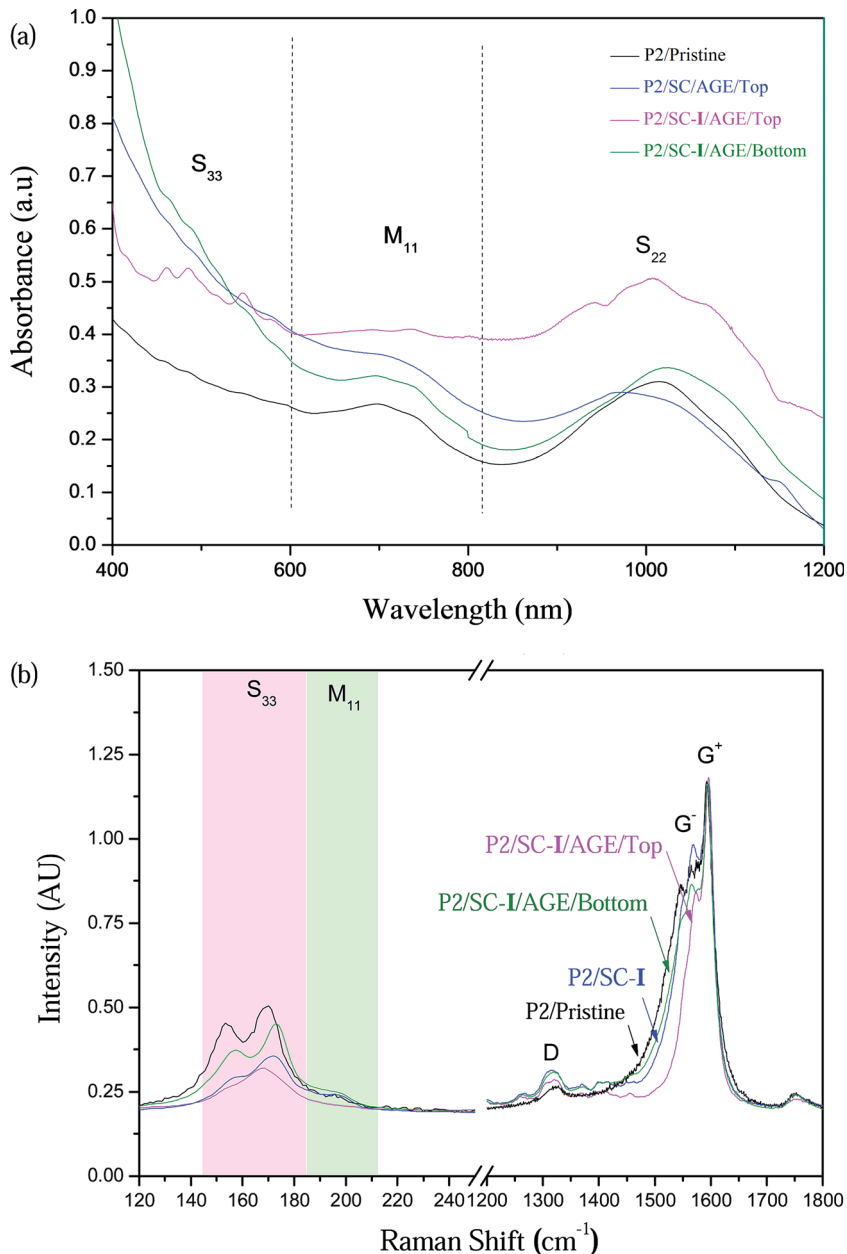 (a)
1.0
0.9
0.8
0.7
0.6
0.5
0.4
0.3
0.2
0.1
0.0
Absorbance (a.u)
S33
M11
S22
P2/Pristine
P2/SC/AGE/Top
P2/SC-I/AGE/Top
P2/SC-I/AGE/Bottom
400 600 800 1000 1200
Wavelength (nm)
(b)
1.50
1.25
1.00
0.75
0.50
0.25
0.00
Intensity (AU)
S33
M11
G+
G-
P2/SC-I/AGE/Top
P2/SC-I/AGE/Bottom
P2/SC-I
P2/Pristine
D
120 140 160 180 200 220 240 1200 1300 1400 1500 1600 1700 1800
Raman Shift (cm-1)